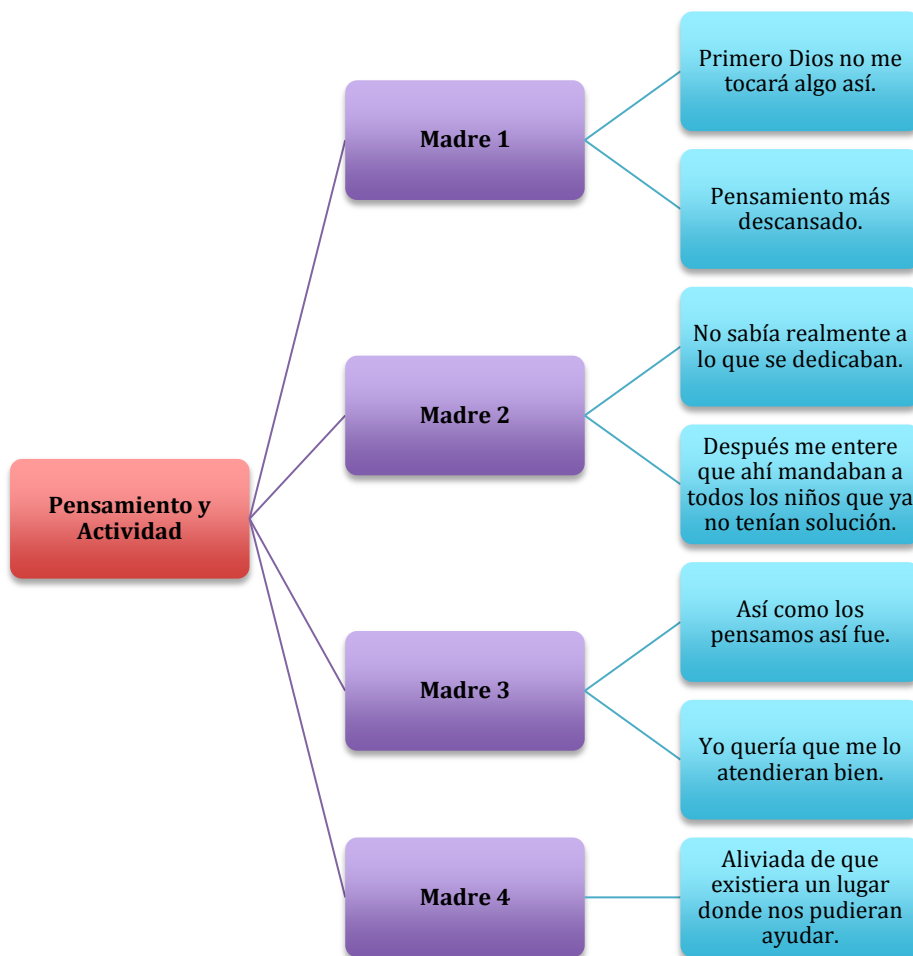 Pensamiento y
Actividad
Madre 1
Primero Dios no me
tocará algo así.
Pensamiento más
descansado.
Madre 2
No sabía realmente a
lo que se dedicaban.
Después me entere
que ahí mandaban a
todos los niños que ya
no tenían solución.
Madre 3
Así como los
pensamos así fue.
Yo quería que me lo
atendieran bien.
Madre 4
Aliviada de que
existiera un lugar
donde nos pudieran
ayudar.